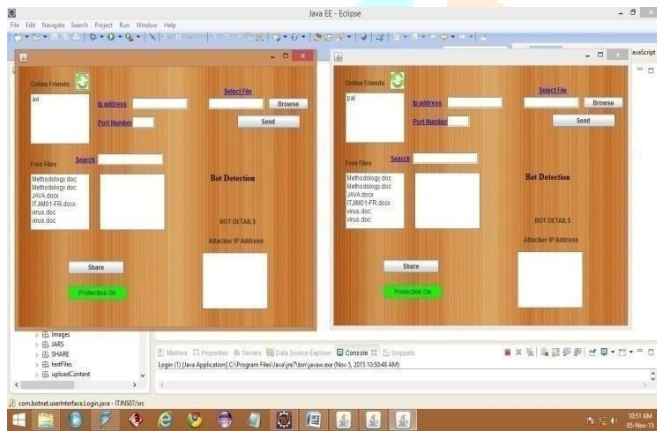 Java EE - Eclipse
File Edit Navigate Search Project Run Window Help
JavaScript
Online Friends
avi
Ip address
Port Number
Select File
Browse
Send
Free Files
Search
Methodology.doc
Methodology.doc
JAVA.docx
ITJIM01-FR.docx
virus.doc
virus.doc
Bot Detection
BOT DETAILS
Attacker IP Address
Share
Protection On
Online Friends
pal
Ip address
Port Number
Select File
Browse
Send
Free Files
Search
Methodology.doc
Methodology.doc
JAVA.docx
ITJIM01-FR.docx
virus.doc
virus.doc
Bot Detection
BOT DETAILS
Attacker IP Address
Share
Protection On
Images
JARS
SHARE
textFiles
uploadContent
Markers Properties Servers Data Source Explorer Console Snippets
Login (1) [Java Application] C:\Program Files\Java\jre7\bin\javaw.exe (Nov 5, 2015 10:50:48 AM)
com.botnet.userInterface.Login.java - ITJNS07/src
10:51 AM
05-Nov-15